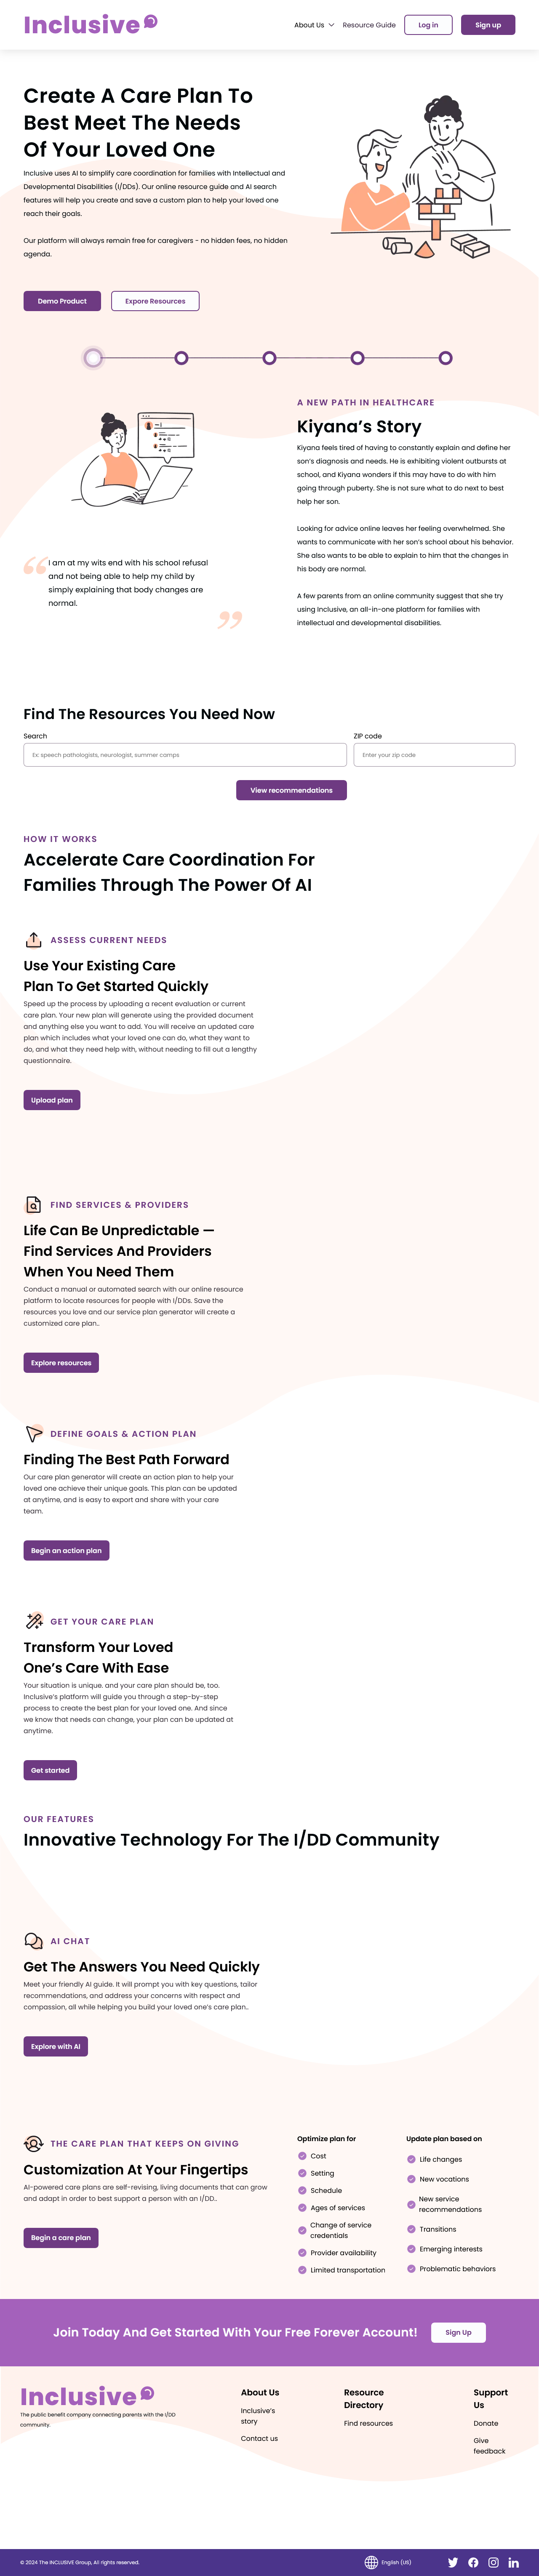 Inclusive
About Us
Resource Guide
Log in
Sign up
Create A Care Plan To
Best Meet The Needs
Of Your Loved One
Inclusive uses AI to simplify care coordination for families with Intellectual and
Developmental Disabilities (I/DDs). Our online resource guide and AI search
features will help you create and save a custom plan to help your loved one
reach their goals.
Our platform will always remain free for caregivers - no hidden fees, no hidden
agenda.
Demo Product
Expore Resources
A NEW PATH IN HEALTHCARE
Kiyana's Story
Kiyana feels tired of having to constantly explain and define her
son's diagnosis and needs. He is exhibiting violent outbursts at
school, and Kiyana wonders if this may have to do with him
going through puberty. She is not sure what to do next to best
help her son.
Looking for advice online leaves her feeling overwhelmed. She
wants to communicate with her son's school about his behavior.
She also wants to be able to explain to him that the changes in
his body are normal.
A few parents from an online community suggest that she try
using Inclusive, an all-in-one platform for families with
intellectual and developmental disabilities.
“
I am at my wits end with his school refusal
and not being able to help my child by
simply explaining that body changes are
normal.
”
Find The Resources You Need Now
Search
ZIP code
Ex: speech pathologists, neurologist, summer camps
Enter your zip code
View recommendations
HOW IT WORKS
Accelerate Care Coordination For
Families Through The Power Of AI
ASSESS CURRENT NEEDS
Use Your Existing Care
Plan To Get Started Quickly
Speed up the process by uploading a recent evaluation or current
care plan. Your new plan will generate using the provided document
and anything else you want to add. You will receive an updated care
plan which includes what your loved one can do, what they want to
do, and what they need help with, without needing to fill out a lengthy
questionnaire.
Upload plan
FIND SERVICES & PROVIDERS
Life Can Be Unpredictable —
Find Services And Providers
When You Need Them
Conduct a manual or automated search with our online resource
platform to locate resources for people with I/DDs. Save the
resources you love and our service plan generator will create a
customized care plan..
Explore resources
DEFINE GOALS & ACTION PLAN
Finding The Best Path Forward
Our care plan generator will create an action plan to help your
loved one achieve their unique goals. This plan can be updated
at anytime, and is easy to export and share with your care
team.
Begin an action plan
GET YOUR CARE PLAN
Transform Your Loved
One's Care With Ease
Your situation is unique. and your care plan should be, too.
Inclusive's platform will guide you through a step-by-step
process to create the best plan for your loved one. And since
we know that needs can change, your plan can be updated at
anytime.
Get started
OUR FEATURES
Innovative Technology For The I/DD Community
AI CHAT
Get The Answers You Need Quickly
Meet your friendly AI guide. It will prompt you with key questions, tailor
recommendations, and address your concerns with respect and
compassion, all while helping you build your loved one's care plan..
Explore with AI
THE CARE PLAN THAT KEEPS ON GIVING
Customization At Your Fingertips
AI-powered care plans are self-revising, living documents that can grow
and adapt in order to best support a person with an I/DD..
Begin a care plan
Optimize plan for
Cost
Setting
Schedule
Ages of services
Change of service
credentials
Provider availability
Limited transportation
Update plan based on
Life changes
New vocations
New service
recommendations
Transitions
Emerging interests
Problematic behaviors
Join Today And Get Started With Your Free Forever Account!
Sign Up
Inclusive
The public benefit company connecting parents with the I/DD
community.
About Us
Inclusive's
story
Contact us
Resource
Directory
Find resources
Support
Us
Donate
Give
feedback
© 2024 The INCLUSIVE Group, All rights reserved.
English (US)